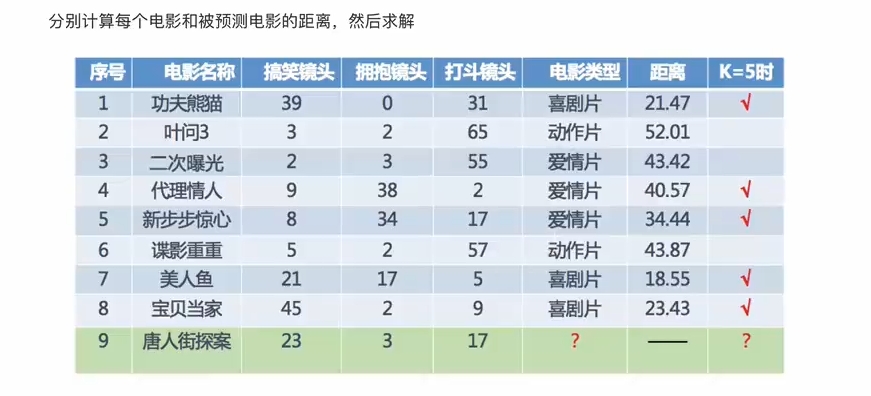 分别计算每个电影和被预测电影的距离，然后求解
序号 电影名称 搞笑镜头 拥抱镜头 打斗镜头 电影类型 距离 K=5时
1 功夫熊猫 39 0 31 喜剧片 21.47 √
2 叶问3 3 2 65 动作片 52.01
3 二次曝光 2 3 55 爱情片 43.42
4 代理情人 9 38 2 爱情片 40.57 √
5 新步步惊心 8 34 17 爱情片 34.44 √
6 谍影重重 5 2 57 动作片 43.87
7 美人鱼 21 17 5 喜剧片 18.55 √
8 宝贝当家 45 2 9 喜剧片 23.43 √
9 唐人街探案 23 3 17 ? —— ?